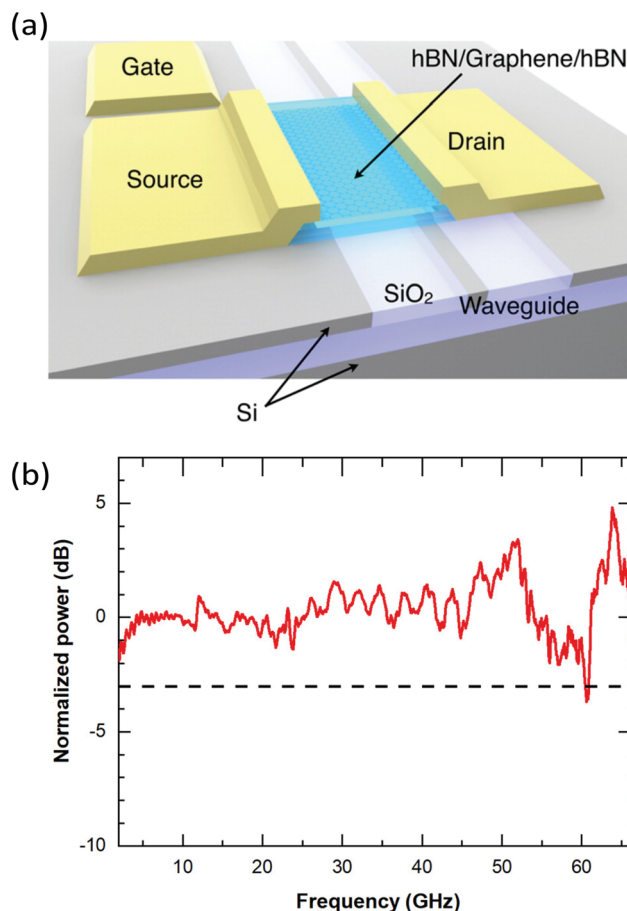 (a)
hBN/Graphene/hBN
Gate
Source
Drain
SiO₂
Waveguide
Si
(b)
Normalized power (dB)
5
0
-5
-10
10 20 30 40 50 60
Frequency (GHz)